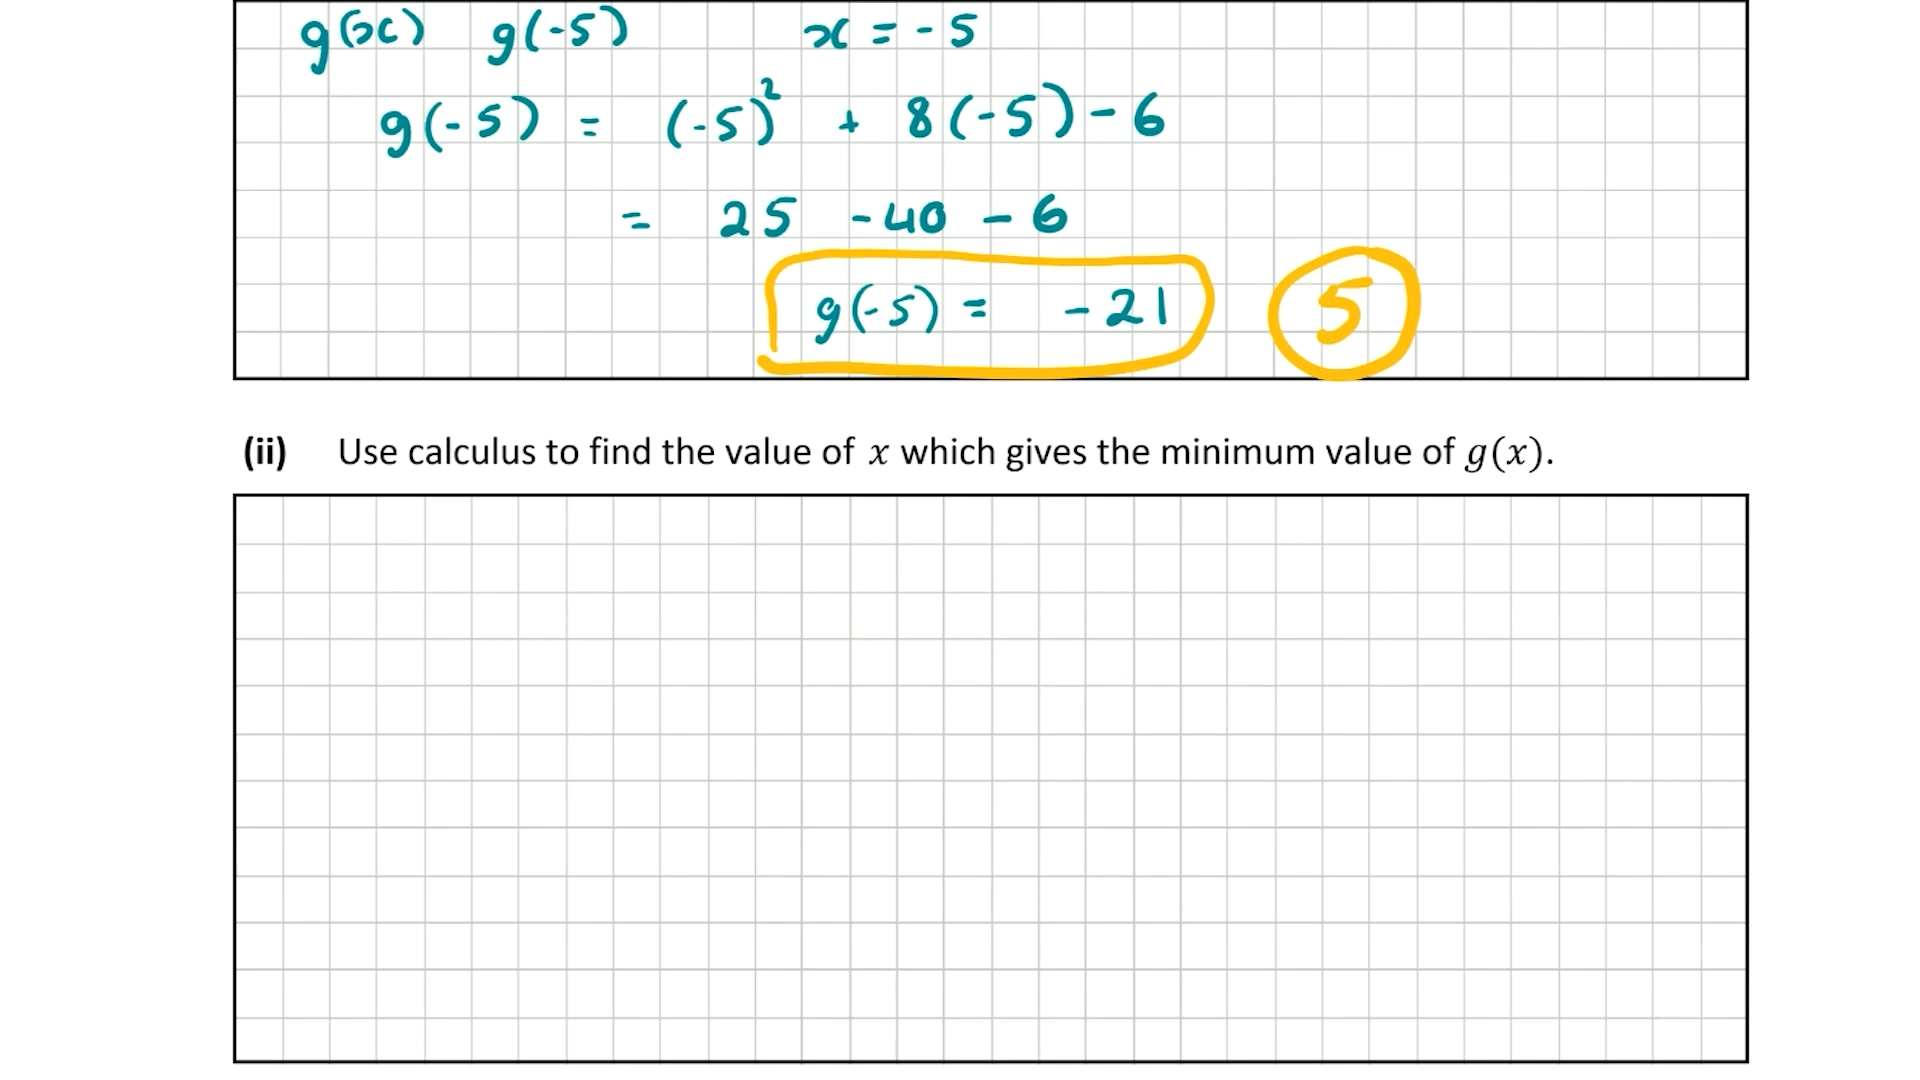 g(x) g(-5) x = -5
g(-5) = (-5)² + 8(-5) - 6
= 25 - 40 - 6
g(-5) = -21 5
(ii) Use calculus to find the value of x which gives the minimum value of g(x).